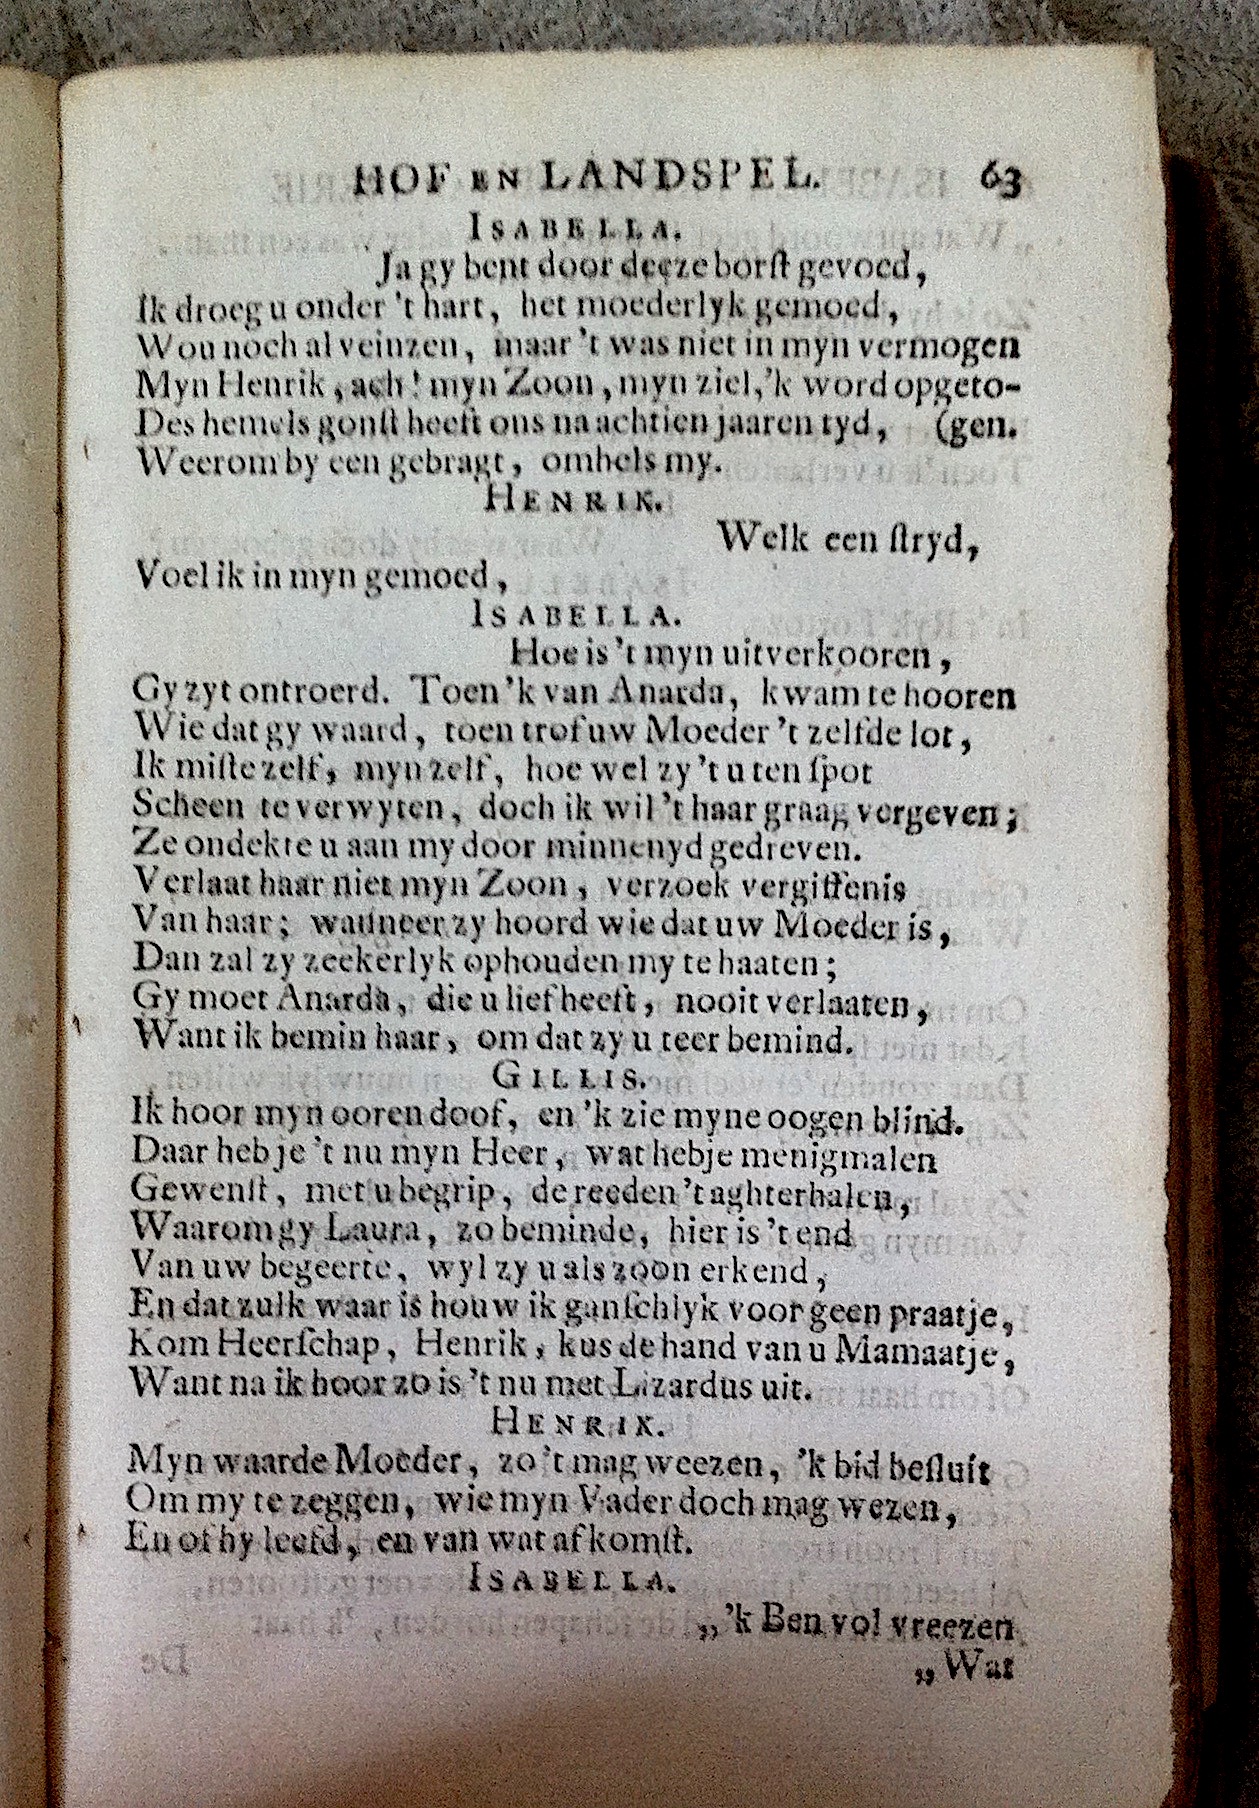 HOF EN LANDSPEL. 63
ISABELLA.
Ja gy bent door deeze borſt gevoed,
Ik droeg u onder 't hart, het moederlyk gemoed,
Wou noch al veinzen, maar 't was niet in myn vermogen
Myn Henrik, ach! myn Zoon, myn ziel, 'k word opgeto-
Des hemels gonſt heeft ons na achtien jaaren tyd, (gen.
Weerom by een gebragt, omhels my.
HENRIK.
Welk een ſtryd,
Voel ik in myn gemoed,
ISABELLA.
Hoe is 't myn uitverkooren,
Gy zyt ontroerd. Toen 'k van Anarda, kwam te hooren
Wie dat gy waard, toen trof uw Moeder 't zelfde lot,
Ik miſte zelf, myn zelf, hoe wel zy 't u ten ſpot
Scheen te verwyten, doch ik wil 't haar graag vergeven;
Ze ondekte u aan my door minnenyd gedreven.
Verlaat haar niet myn Zoon, verzoek vergiffenis
Van haar; wanneer zy hoord wie dat uw Moeder is,
Dan zal zy zeekerlyk ophouden my te haaten;
Gy moet Anarda, die u lief heeft, nooit verlaaten,
Want ik bemin haar, om dat zy u teer bemind.
GILLIS.
Ik hoor myn ooren doof, en 'k zie myne oogen blind.
Daar heb je 't nu myn Heer, wat hebje menigmalen
Gewenſt, met u begrip, de reeden 't aghterhalen,
Waarom gy Laura, zo beminde, hier is 't end
Van uw begeerte, wyl zy u als zoon erkend,
En dat zulk waar is houw ik ganſchlyk voor geen praatje,
Kom Heerſchap, Henrik, kus de hand van u Mamaatje,
Want na ik hoor zo is 't nu met Lizardus uit.
HENRIK.
Myn waarde Moeder, zo 't mag weezen, 'k bid beſluit
Om my te zeggen, wie myn Vader doch mag wezen,
En of hy leefd, en van wat afkomſt.
ISABELLA.
„ 'k Ben vol vreezen
„ Wat